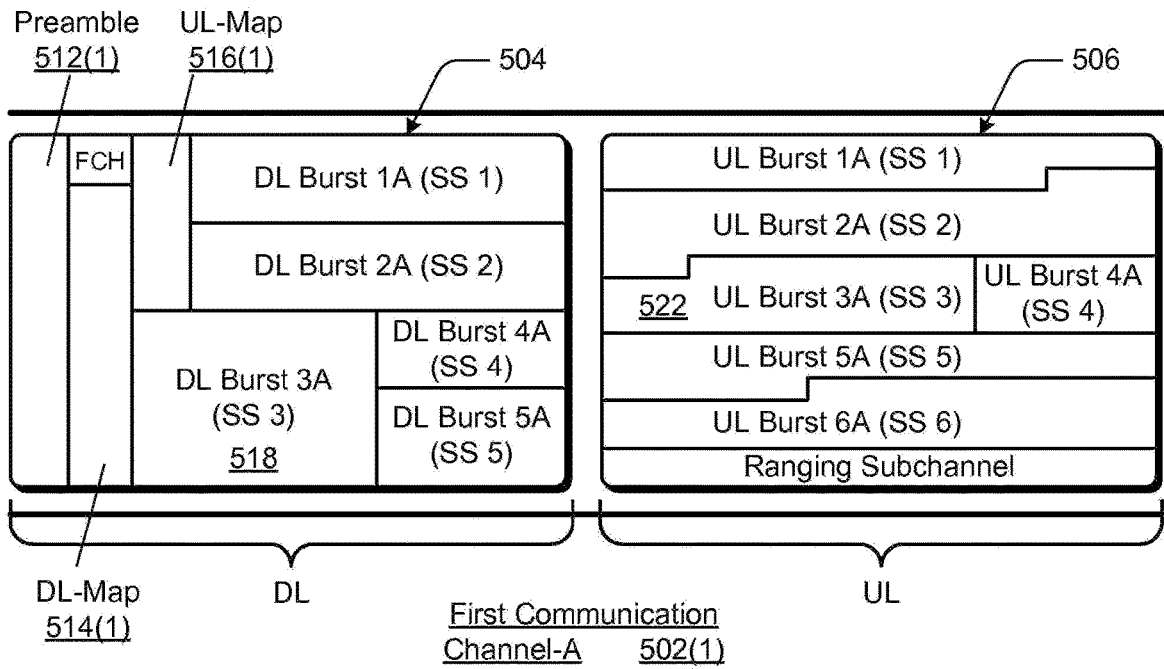 Preamble
512(1)
UL-Map
516(1)
504
506
FCH
DL Burst 1A (SS 1)
DL Burst 2A (SS 2)
DL Burst 3A
(SS 3)
518
DL Burst 4A
(SS 4)
DL Burst 5A
(SS 5)
UL Burst 1A (SS 1)
UL Burst 2A (SS 2)
522
UL Burst 3A (SS 3)
UL Burst 4A
(SS 4)
UL Burst 5A (SS 5)
UL Burst 6A (SS 6)
Ranging Subchannel
DL-Map
514(1)
DL
UL
First Communication
Channel-A 502(1)